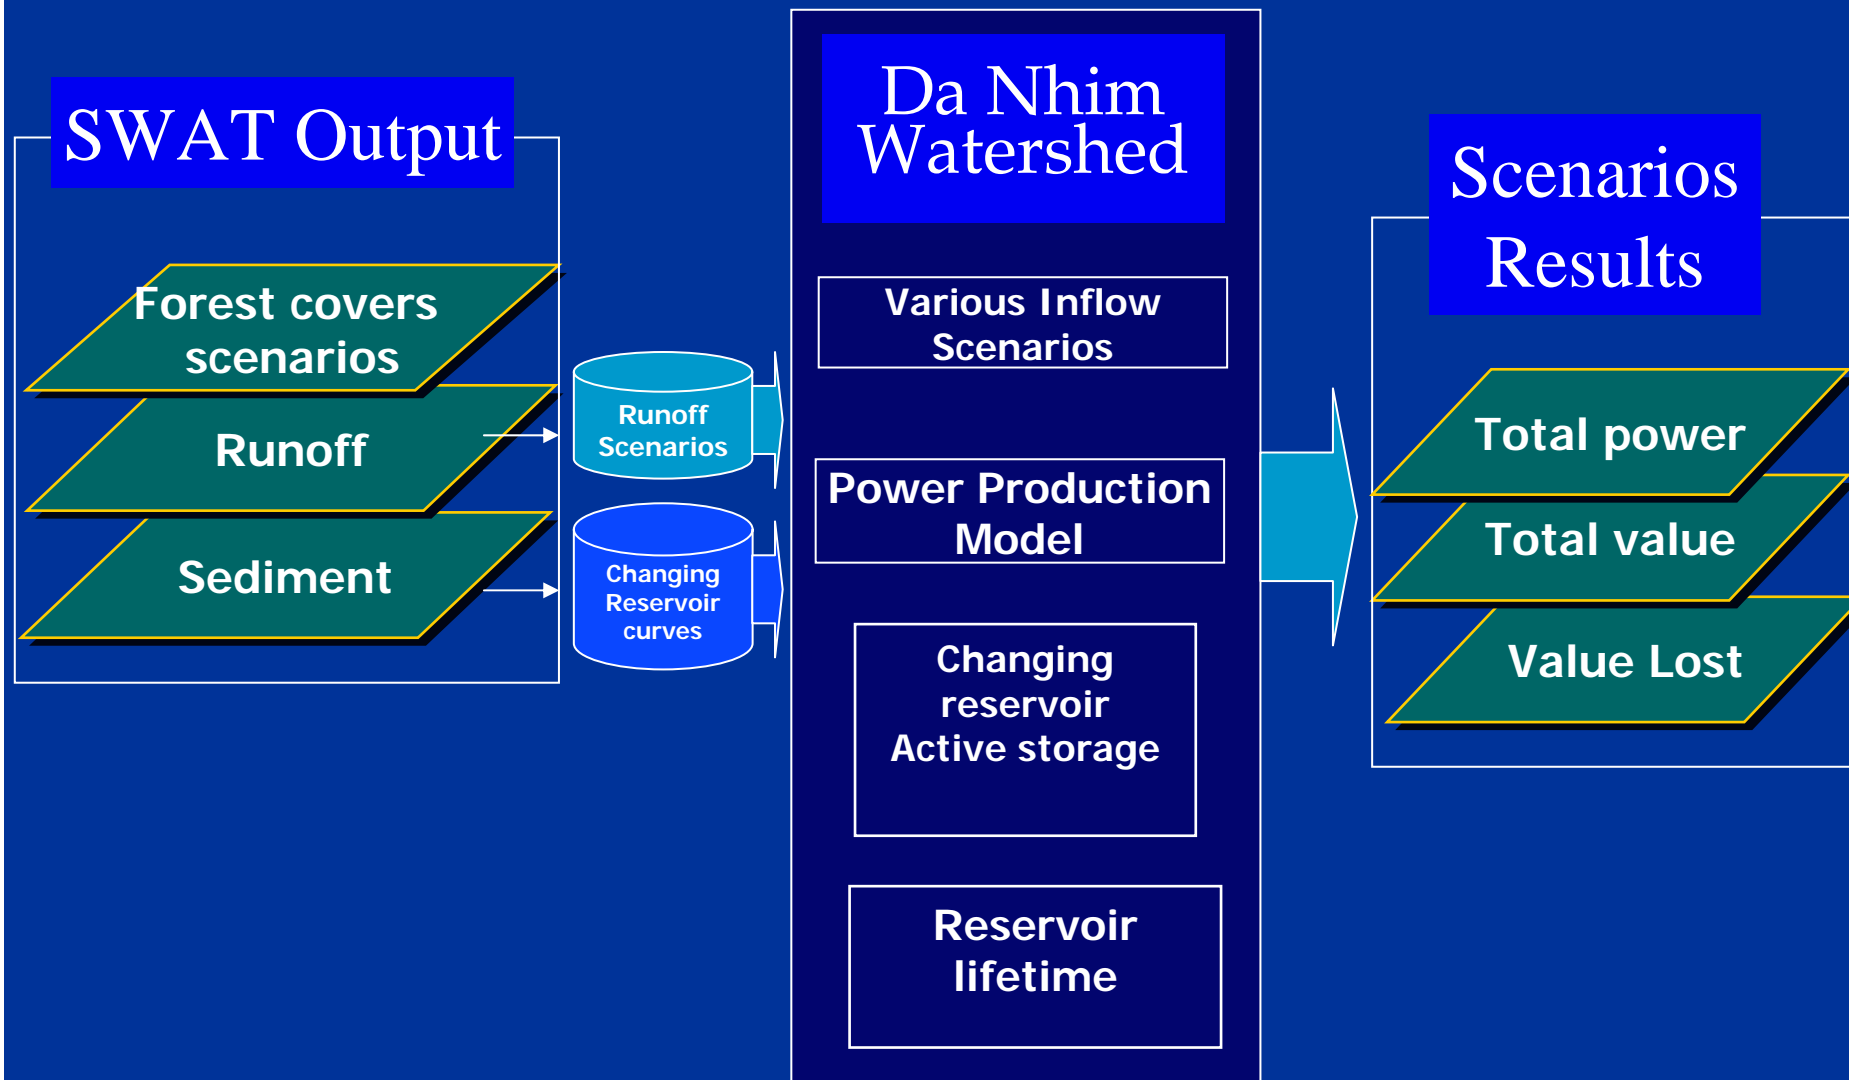 SWAT Output
Forest covers
scenarios
Runoff
Sediment
Runoff
Scenarios
Changing
Reservoir
curves
Da Nhim
Watershed
Various Inflow
Scenarios
Power Production
Model
Changing
reservoir
Active storage
Reservoir
lifetime
Scenarios
Results
Total power
Total value
Value Lost